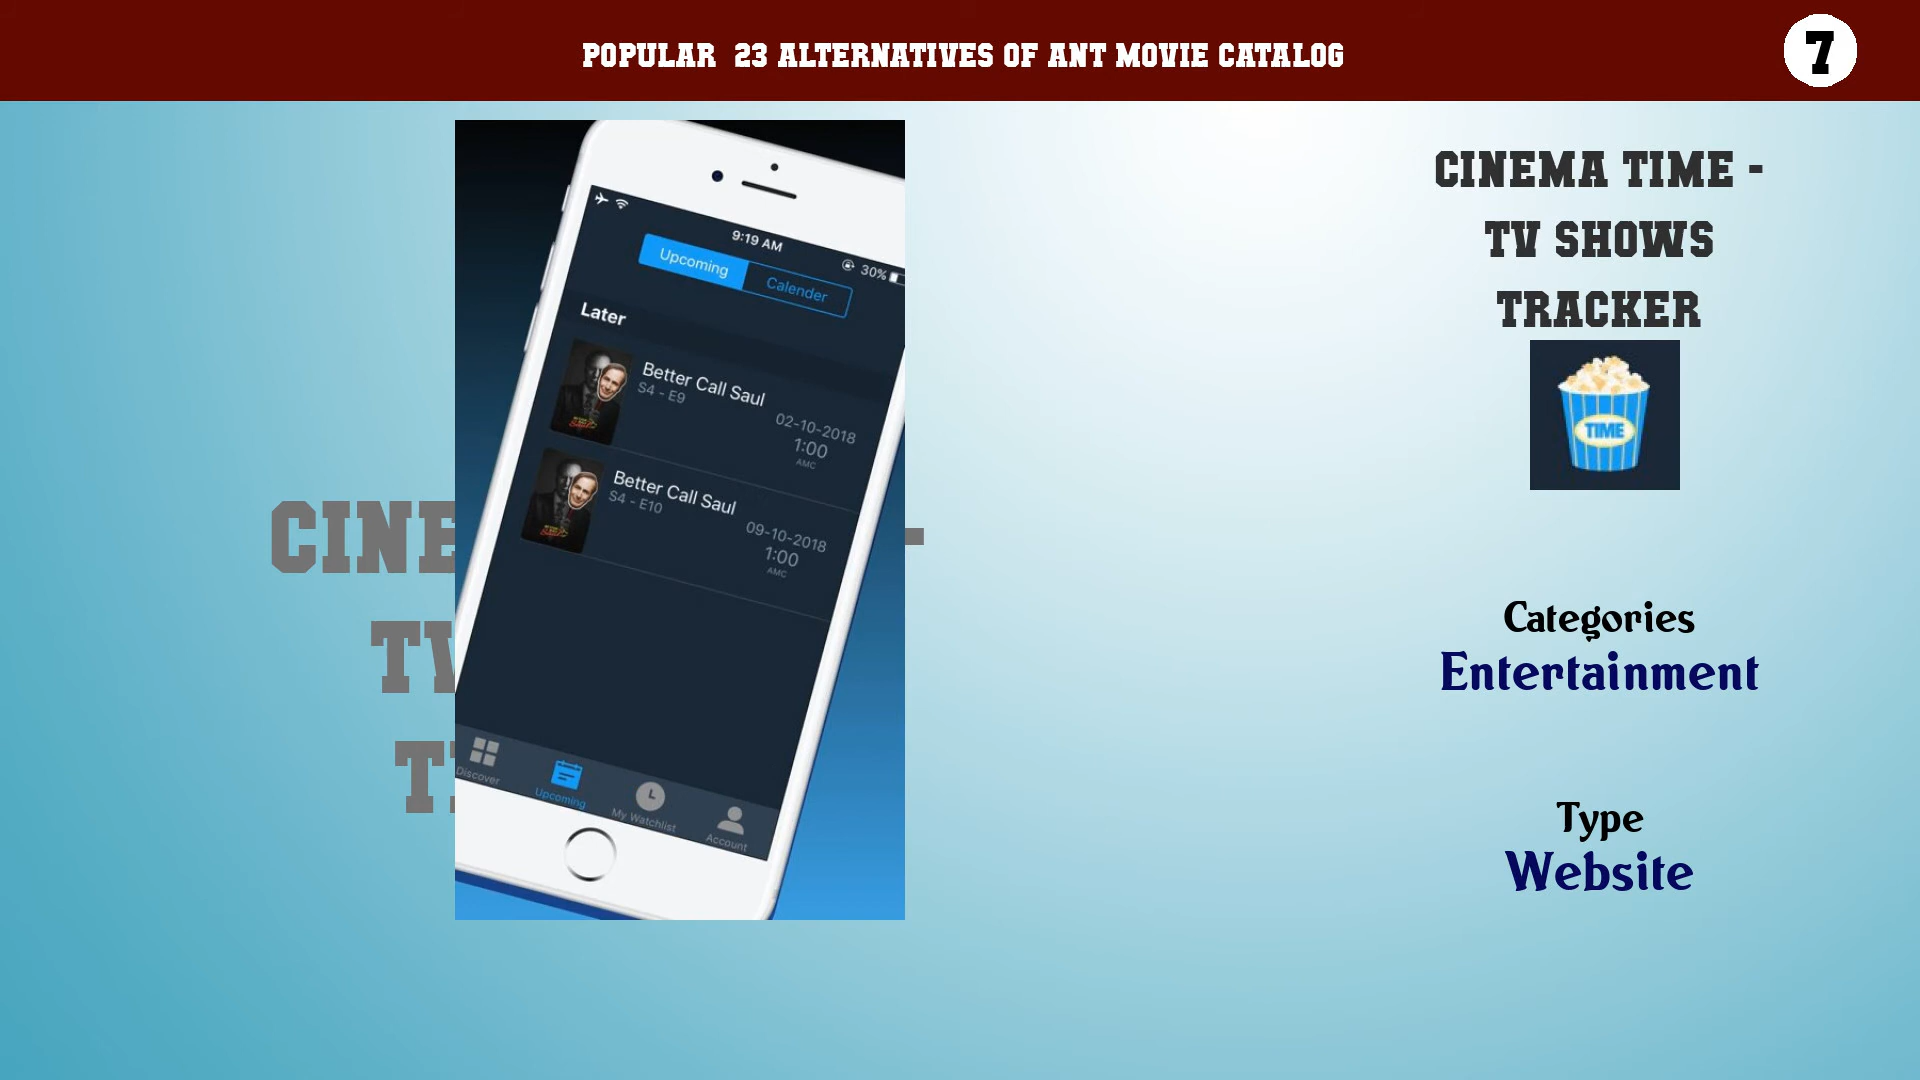 POPULAR 23 ALTERNATIVES OF ANT MOVIE CATALOG
7
CINEMA TIME -
TV SHOWS
TRACKER
TIME
Categories
Entertainment
Type
Website
CINE
-
TV
T
9:19 AM
30%
Upcoming
Calender
Later
Better Call Saul
S4 - E9
02-10-2018
1:00
AMC
Better Call Saul
S4 - E10
09-10-2018
1:00
AMC
Discover
Upcoming
My Watchlist
Account